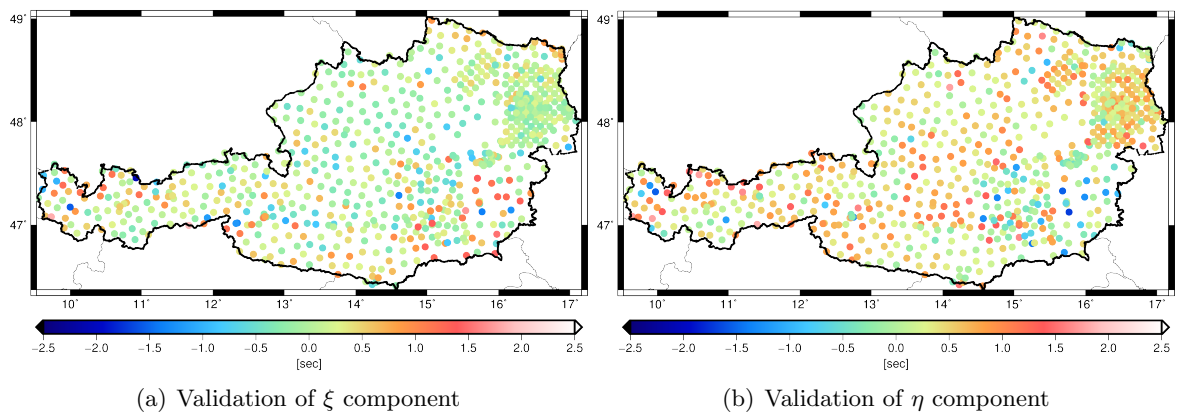 49˚
48˚
47˚
10˚ 11˚ 12˚ 13˚ 14˚ 15˚ 16˚ 17˚
−2.5 −2.0 −1.5 −1.0 −0.5 0.0 0.5 1.0 1.5 2.0 2.5
[sec]
(a) Validation of ξ component
49˚
48˚
47˚
10˚ 11˚ 12˚ 13˚ 14˚ 15˚ 16˚ 17˚
−2.5 −2.0 −1.5 −1.0 −0.5 0.0 0.5 1.0 1.5 2.0 2.5
[sec]
(b) Validation of η component